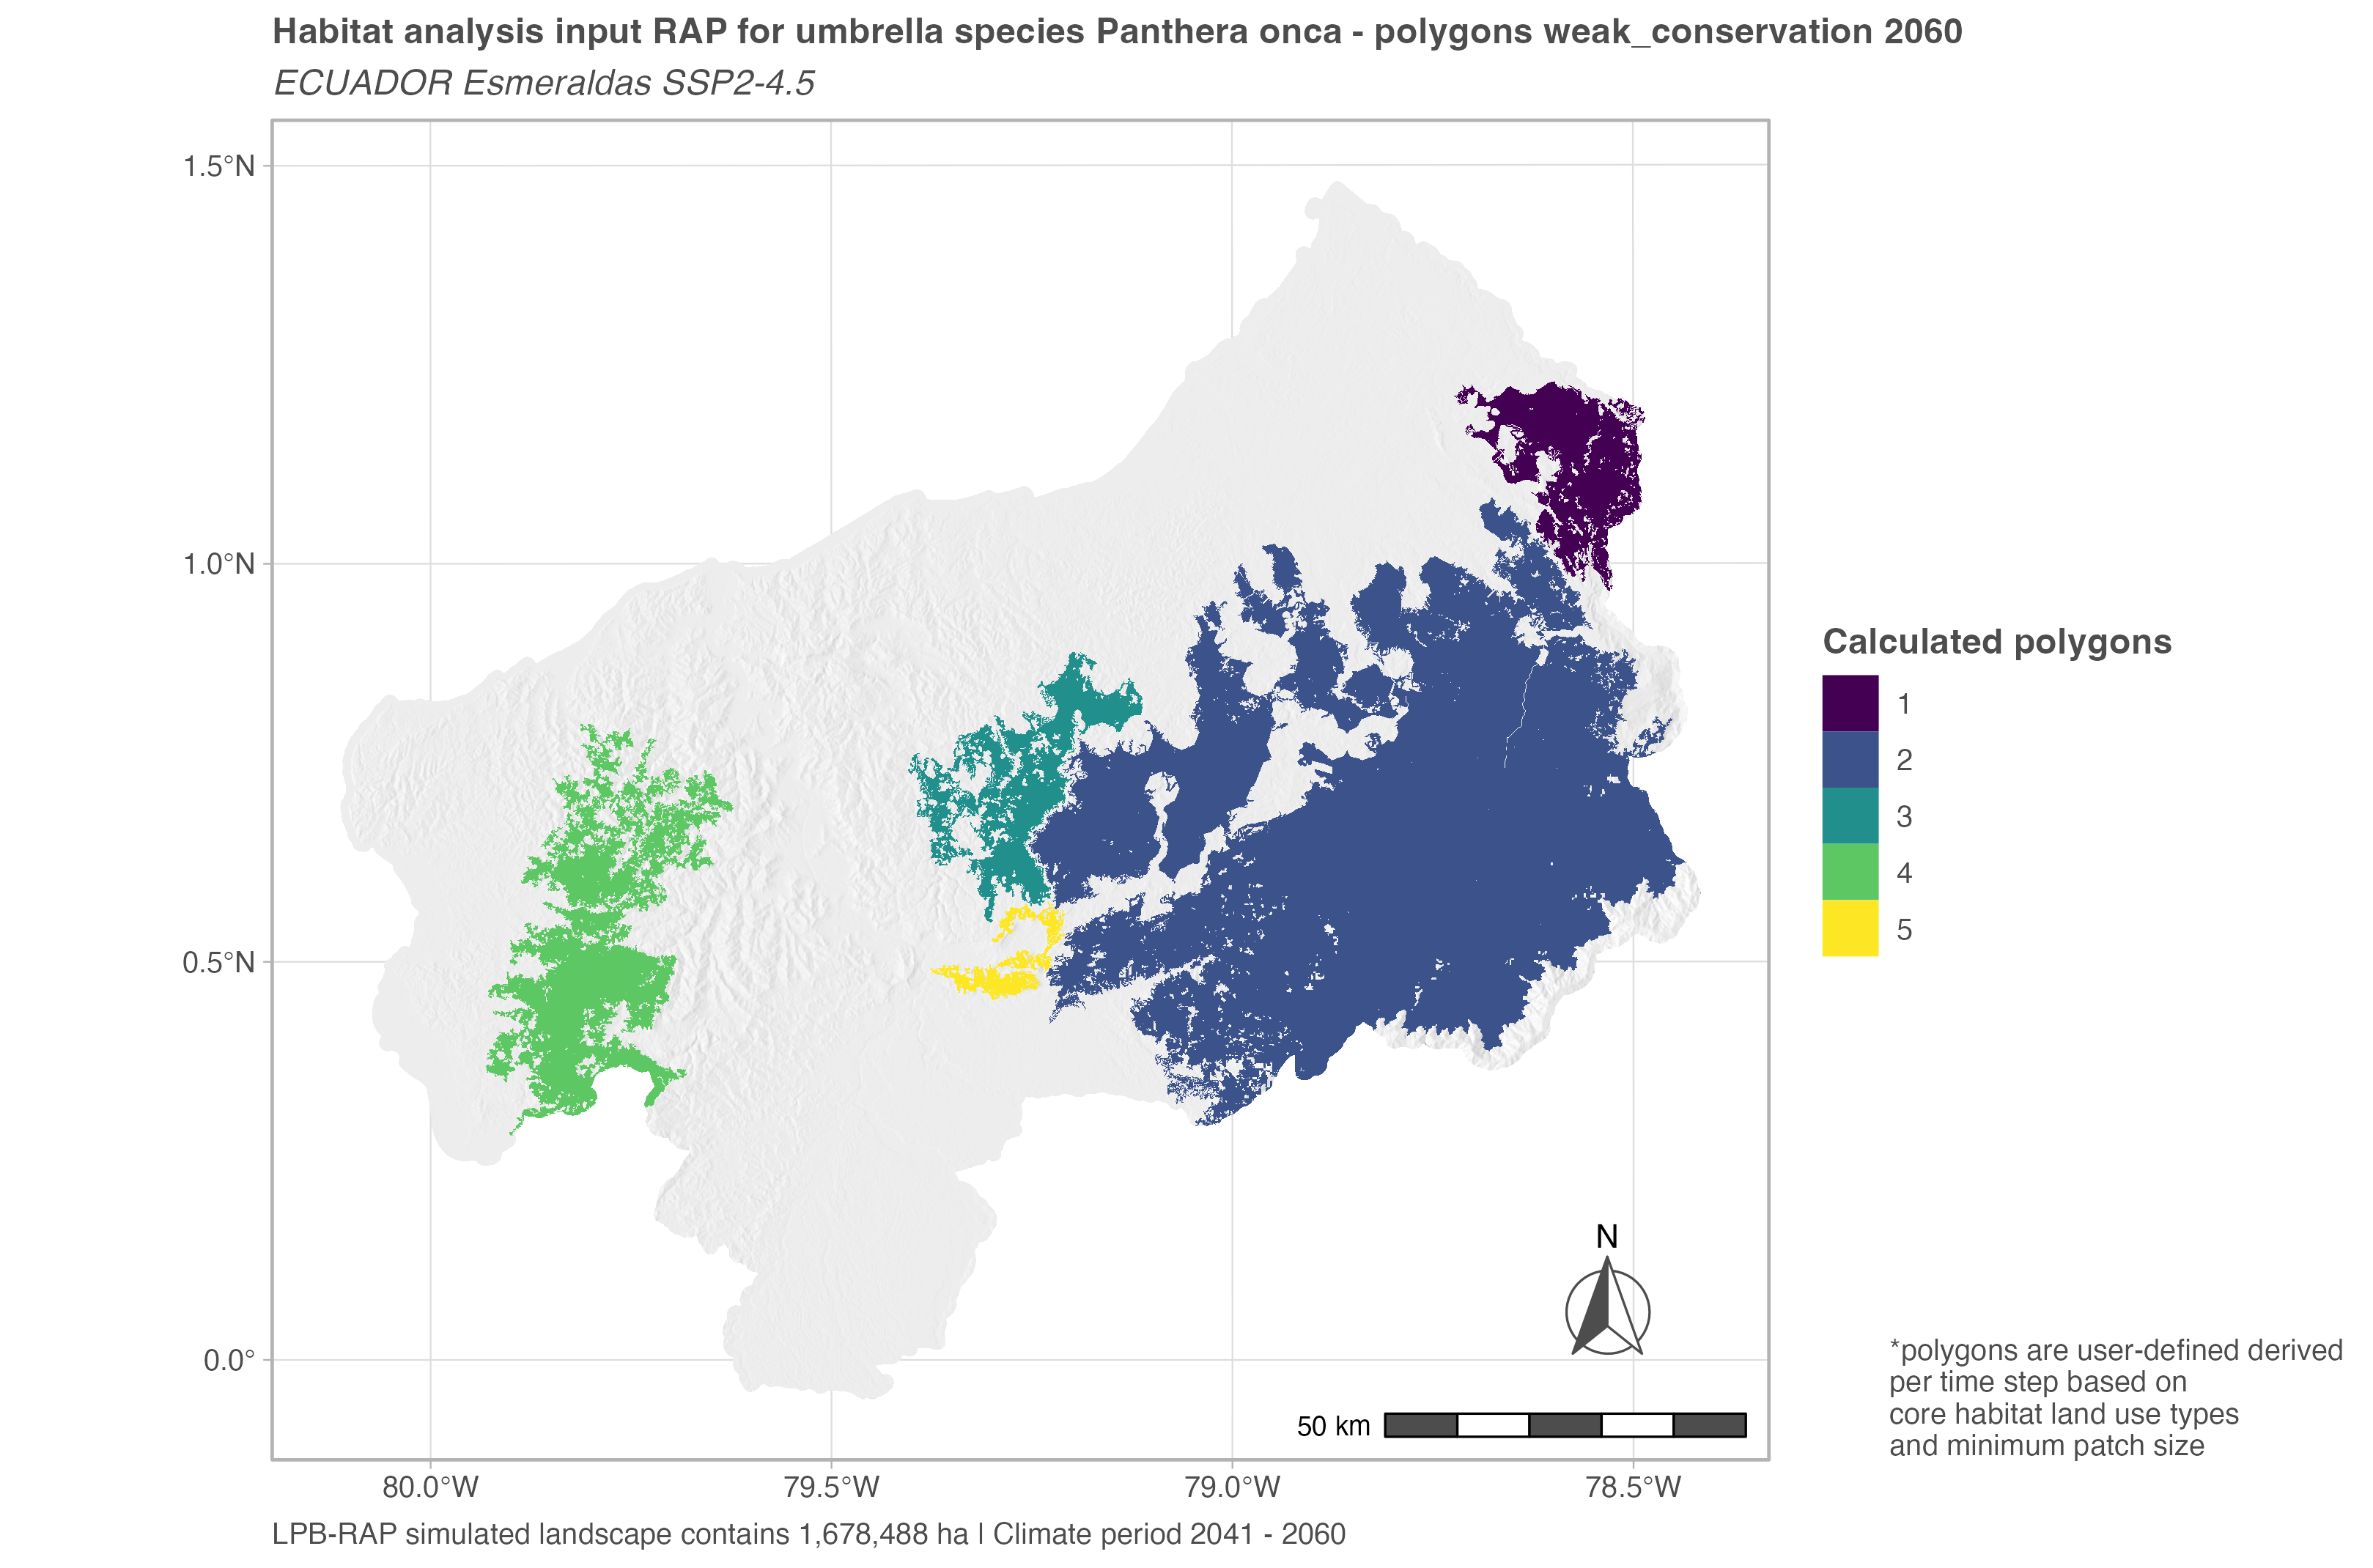 Habitat analysis input RAP for umbrella species Panthera onca - polygons weak_conservation 2060
ECUADOR Esmeraldas SSP2-4.5
1.5°N
1.0°N
0.5°N
0.0°
80.0°W
79.5°W
79.0°W
78.5°W
N
50 km
Calculated polygons
1
2
3
4
5
*polygons are user-defined derived
per time step based on
core habitat land use types
and minimum patch size
LPB-RAP simulated landscape contains 1,678,488 ha | Climate period 2041 - 2060